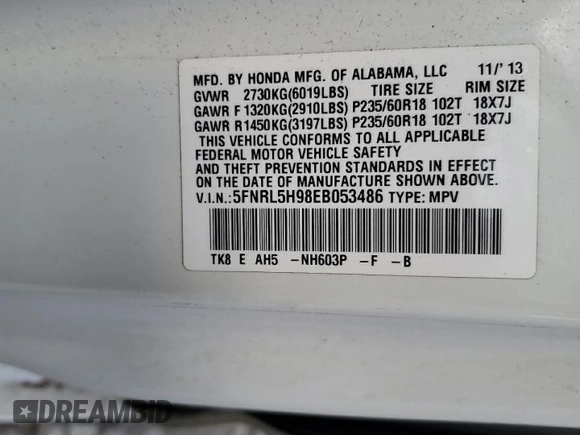 MFD. BY HONDA MFG. OF ALABAMA, LLC 11/'13
GVWR 2730KG(6019LBS) TIRE SIZE RIM SIZE
GAWR F 1320KG(2910LBS) P235/60R18 102T 18X7J
GAWR R1450KG(3197LBS) P235/60R18 102T 18X7J
THIS VEHICLE CONFORMS TO ALL APPLICABLE
FEDERAL MOTOR VEHICLE SAFETY
AND THEFT PREVENTION STANDARDS IN EFFECT
ON THE DATE OF MANUFACTURE SHOWN ABOVE.
V.I.N.:5FNRL5H98EB053486 TYPE: MPV
TK8 E AH5 -NH603P -F -B
DREAMBID